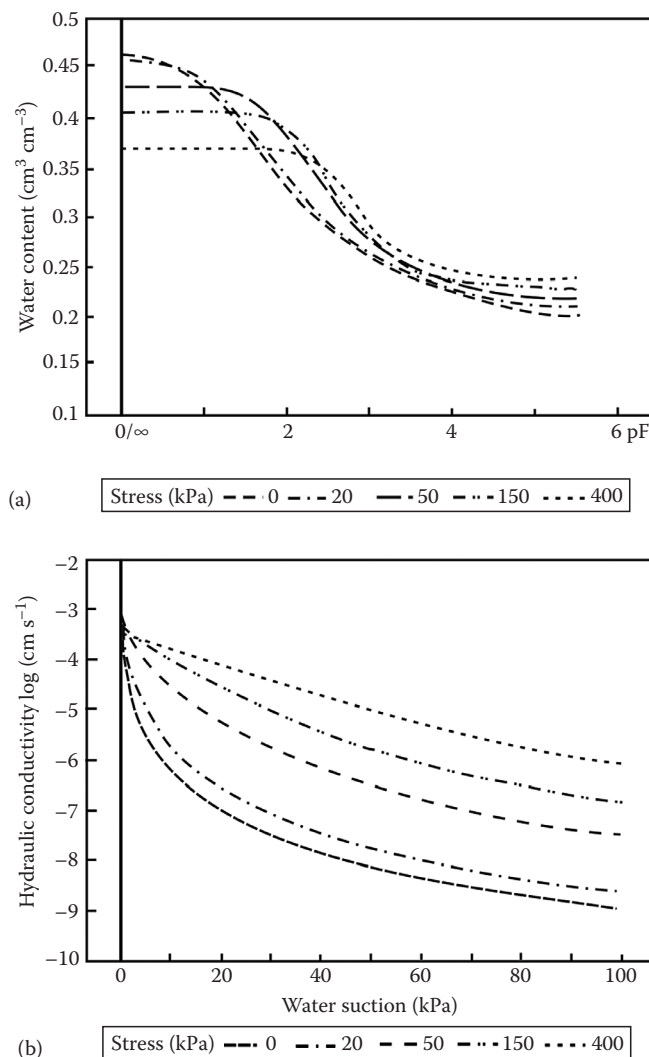 0.5
0.45
0.4
0.35
0.3
0.25
0.2
0.15
0.1
Water content (cm³ cm⁻³)
0/∞ 2 4 6 pF
(a) Stress (kPa) 0 20 50 150 400
−2
−3
−4
−5
−6
−7
−8
−9
−10
Hydraulic conductivity log (cm s⁻¹)
0 20 40 60 80 100
Water suction (kPa)
(b) Stress (kPa) 0 20 50 150 400